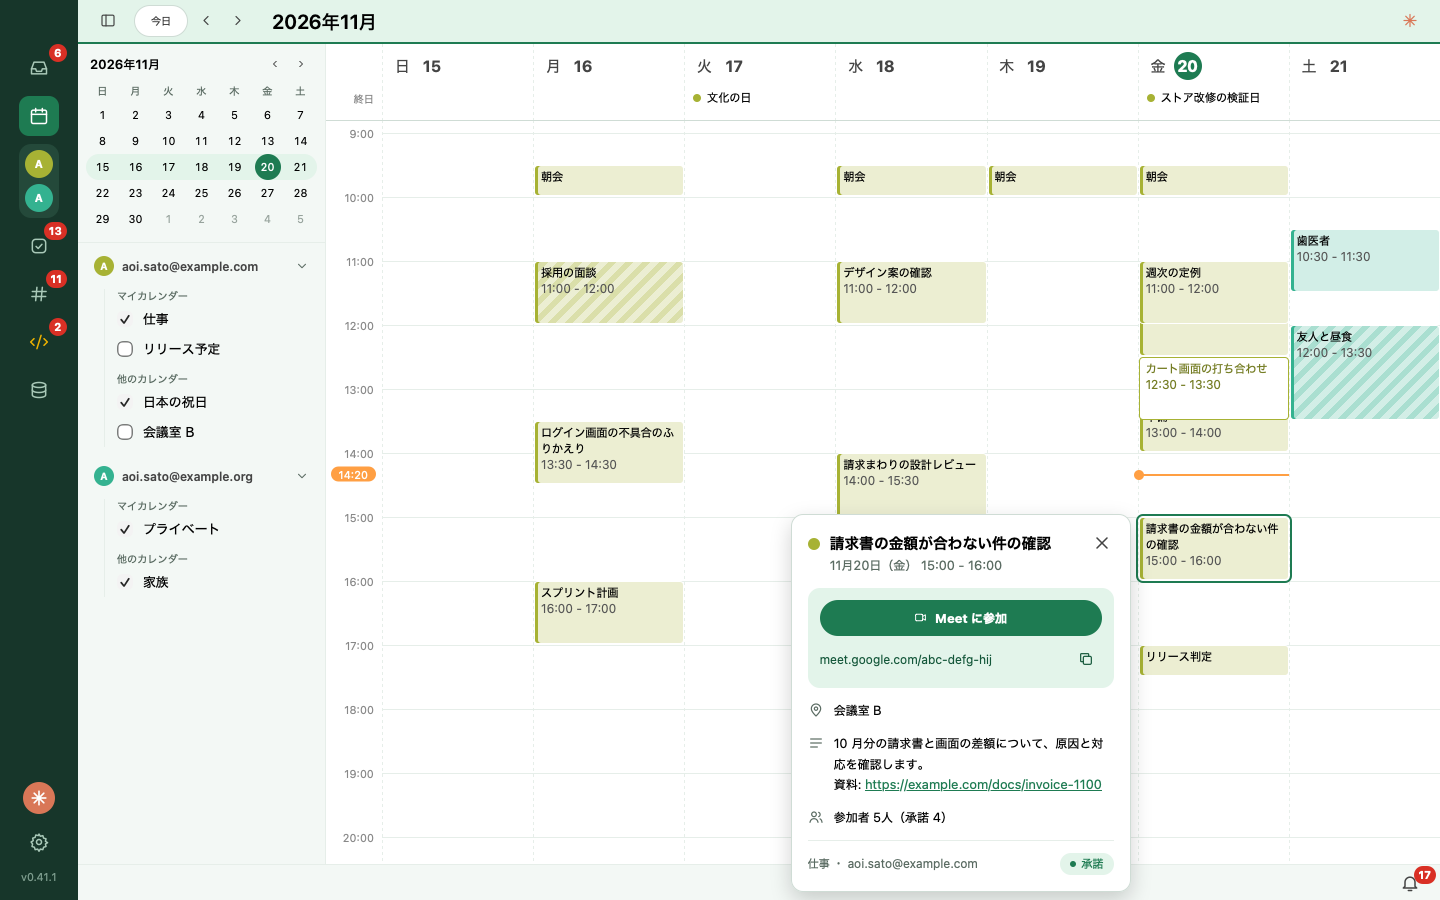 6
A
A
13
11
2
v0.41.1
今日
2026年11月
2026年11月
日 月 火 水 木 金 土
1 2 3 4 5 6 7
8 9 10 11 12 13 14
15 16 17 18 19 20 21
22 23 24 25 26 27 28
29 30 1 2 3 4 5
A aoi.sato@example.com
マイカレンダー
仕事
リリース予定
他のカレンダー
日本の祝日
会議室 B
A aoi.sato@example.org
マイカレンダー
プライベート
他のカレンダー
家族
日 15
月 16
火 17
水 18
木 19
金 20
土 21
終日
文化の日
ストア改修の検証日
9:00
10:00
11:00
12:00
13:00
14:00
14:20
15:00
16:00
17:00
18:00
19:00
20:00
朝会
採用の面談
11:00 - 12:00
ログイン画面の不具合のふ
りかえり
13:30 - 14:30
スプリント計画
16:00 - 17:00
朝会
デザイン案の確認
11:00 - 12:00
請求まわりの設計レビュー
14:00 - 15:30
朝会
朝会
週次の定例
11:00 - 12:00
カート画面の打ち合わせ
12:30 - 13:30
13:00 - 14:00
請求書の金額が合わない件
の確認
15:00 - 16:00
リリース判定
歯医者
10:30 - 11:30
友人と昼食
12:00 - 13:30
請求書の金額が合わない件の確認
11月20日（金） 15:00 - 16:00
Meet に参加
meet.google.com/abc-defg-hij
会議室 B
10 月分の請求書と画面の差額について、原因と対
応を確認します。
資料: https://example.com/docs/invoice-1100
参加者 5人（承諾 4）
仕事 ・ aoi.sato@example.com
承諾
17